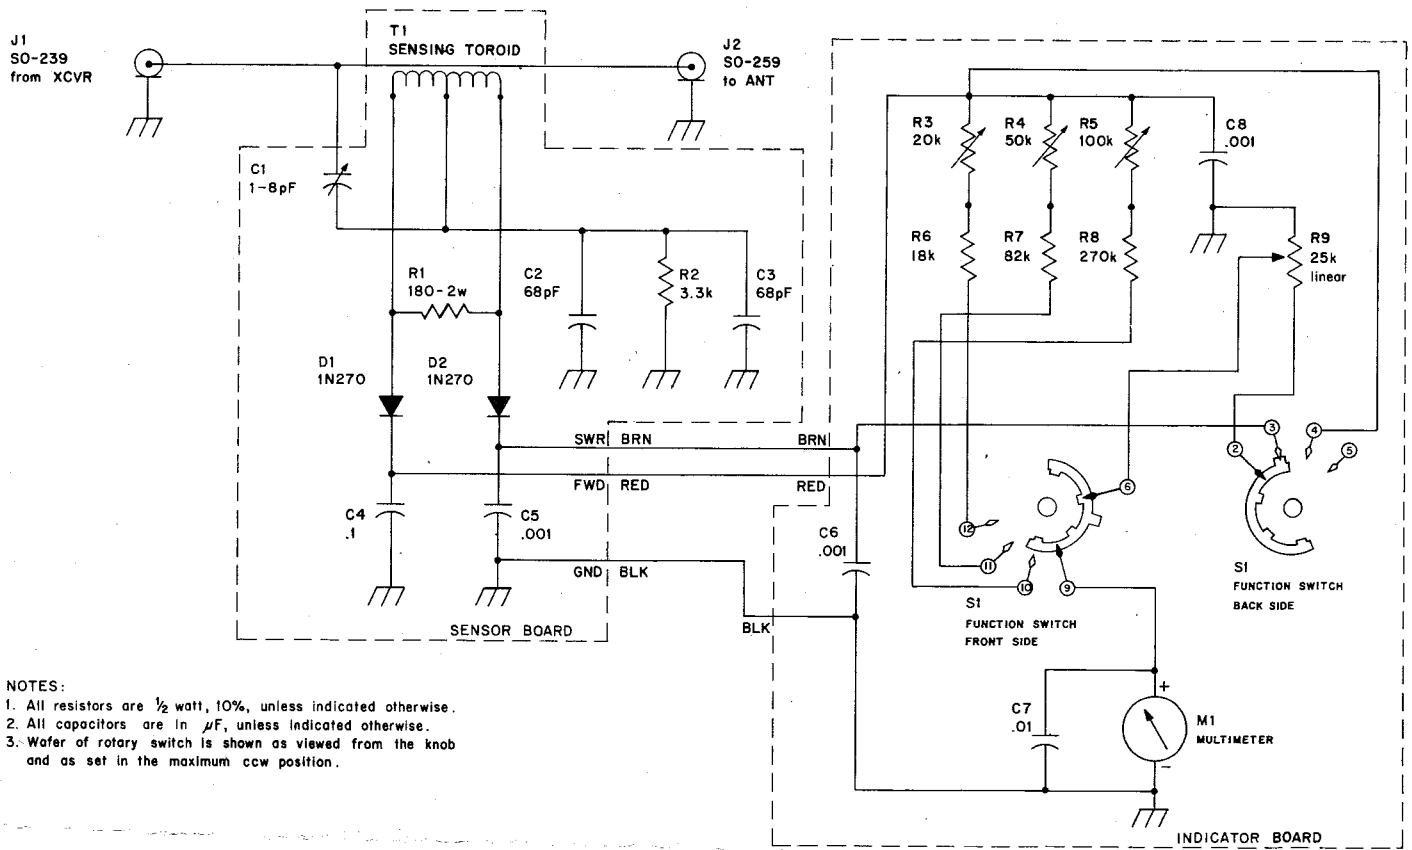 J1
SO-239
from XCVR
T1
SENSING TOROID
J2
SO-259
to ANT
C1
1-8pF
R1
180-2w
C2
68pF
R2
3.3k
C3
68pF
D1
1N270
D2
1N270
SWR BRN
BRN
FWD RED
RED
C4
.1
C5
.001
GND BLK
BLK
SENSOR BOARD
R3
20k
R4
50k
R5
100k
C8
.001
R6
18k
R7
82k
R8
270k
R9
25k
linear
C6
.001
3
4
2
5
6
12
11
10
9
S1
FUNCTION SWITCH
FRONT SIDE
S1
FUNCTION SWITCH
BACK SIDE
C7
.01
+
-
M1
MULTIMETER
INDICATOR BOARD
NOTES:
1. All resistors are ½ watt, 10%, unless indicated otherwise.
2. All capacitors are in µF, unless indicated otherwise.
3. Wafer of rotary switch is shown as viewed from the knob
and as set in the maximum ccw position.